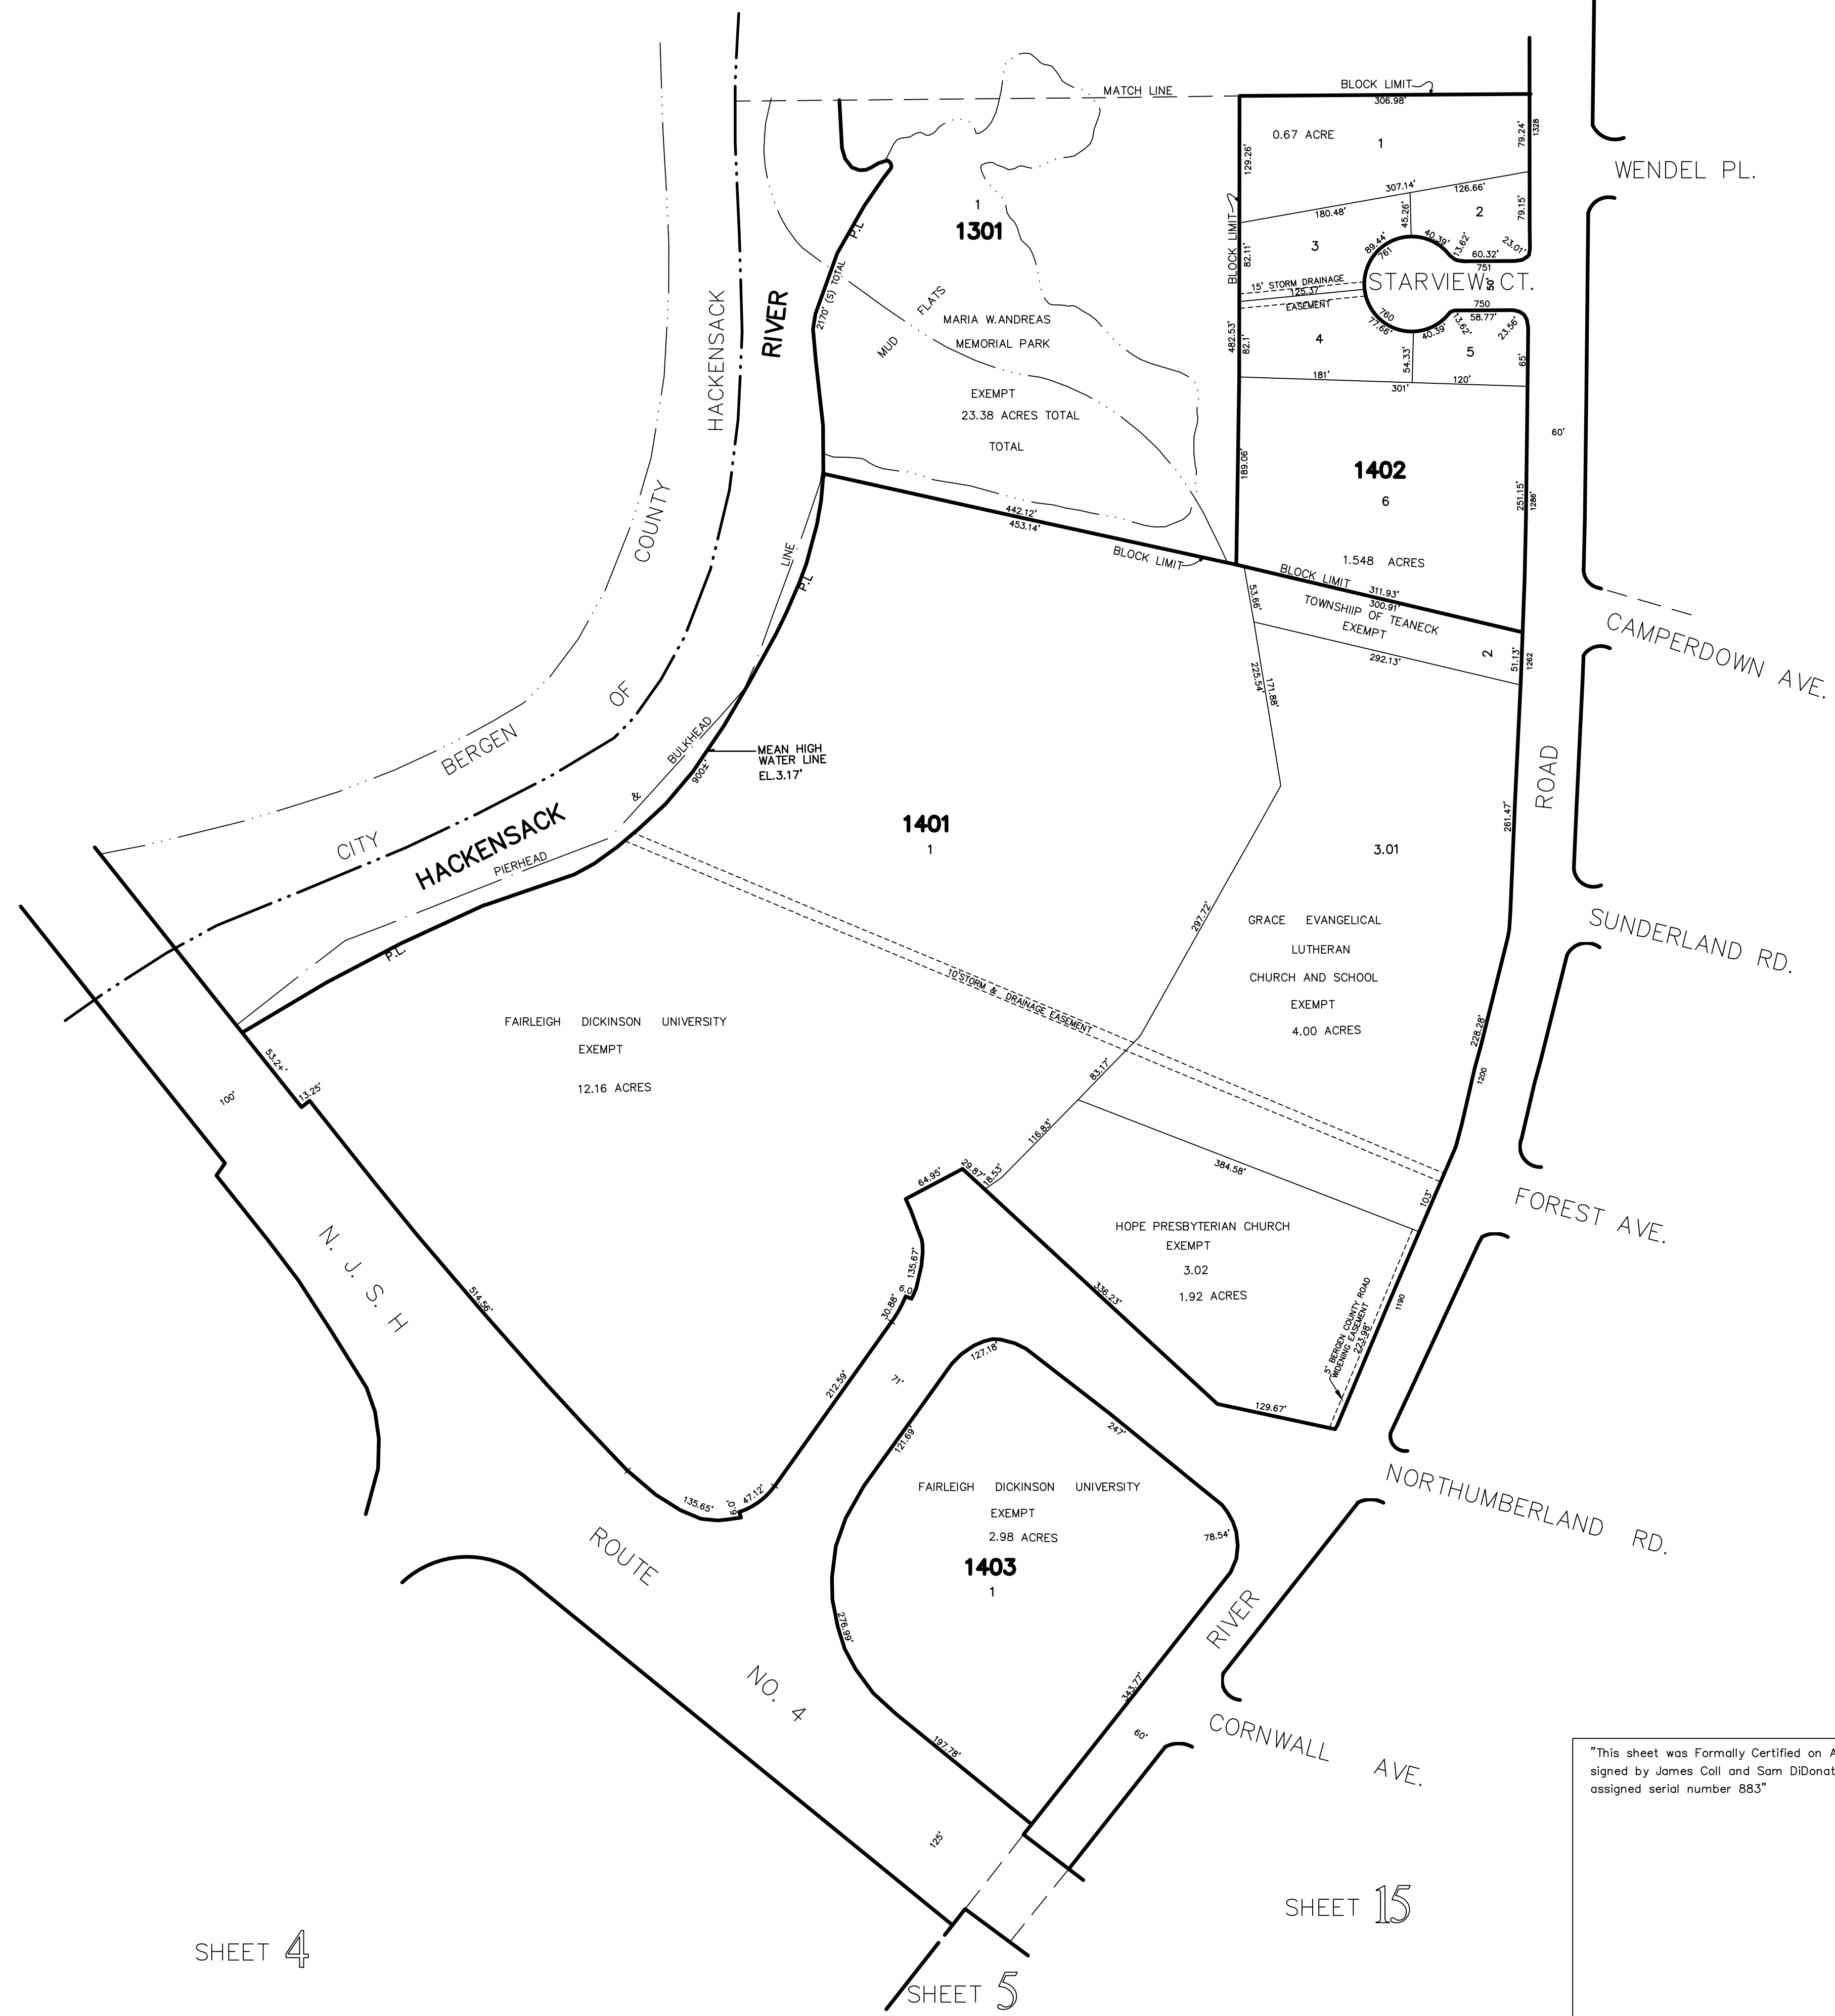 BLOCK LIMIT
MATCH LINE
306.98'
0.67 ACRE
1
79.24'
1328
129.26'
WENDEL PL.
307.14'
126.66'
180.48'
45.26'
2
79.15'
BLOCK LIMIT
3
82.11'
89.44'
761
40.39'
13.62'
23.01'
60.32'
751
STARVIEW CT.
50'
15' STORM DRAINAGE
125.37'
EASEMENT
750
58.77'
760
77.66'
40.39'
13.62'
23.56'
4
54.33'
5
65'
482.53'
82.1'
181'
120'
301'
1
1301
P.L
2170' (S) TOTAL
MUD FLATS
MARIA W.ANDREAS
MEMORIAL PARK
EXEMPT
23.38 ACRES TOTAL
TOTAL
HACKENSACK
RIVER
COUNTY
OF
BERGEN
CITY
HACKENSACK
60'
189.06'
1402
6
251.15'
1286'
1.548 ACRES
442.12'
453.14'
BLOCK LIMIT
BLOCK LIMIT
311.93'
300.91'
TOWNSHIIP OF TEANECK
EXEMPT
53.66'
292.13'
2
51.13'
1262
CAMPERDOWN AVE.
225.54'
171.88'
LINE
P.L
BULKHEAD
900±'
&
PIERHEAD
P.L.
MEAN HIGH
WATER LINE
EL.3.17'
ROAD
261.47'
1401
1
3.01
297.72'
GRACE EVANGELICAL
LUTHERAN
CHURCH AND SCHOOL
EXEMPT
4.00 ACRES
SUNDERLAND RD.
10'STORM & DRAINAGE EASEMENT
FAIRLEIGH DICKINSON UNIVERSITY
EXEMPT
12.16 ACRES
228.28'
1200
53.2+'
13.25'
100'
83.17'
116.83'
384.58'
64.95'
29.87'
18.53'
103'
FOREST AVE.
HOPE PRESBYTERIAN CHURCH
EXEMPT
3.02
1.92 ACRES
N. J. S. H
514.56'
135.67'
6.0'
30.88'
336.23'
5' BERGEN COUNTY ROAD
WIDENING EASEMENT
223.98'
1190
127.18'
212.59'
71'
121.69'
129.67'
247'
NORTHUMBERLAND RD.
FAIRLEIGH DICKINSON UNIVERSITY
EXEMPT
2.98 ACRES
1403
1
135.65'
6.0'
47.12'
78.54'
ROUTE
NO. 4
276.99'
RIVER
343.77'
197.78'
60'
CORNWALL AVE.
125'
"This sheet was Formally Certified on A
signed by James Coll and Sam DiDonat
assigned serial number 883"
SHEET 15
SHEET 4
SHEET 5